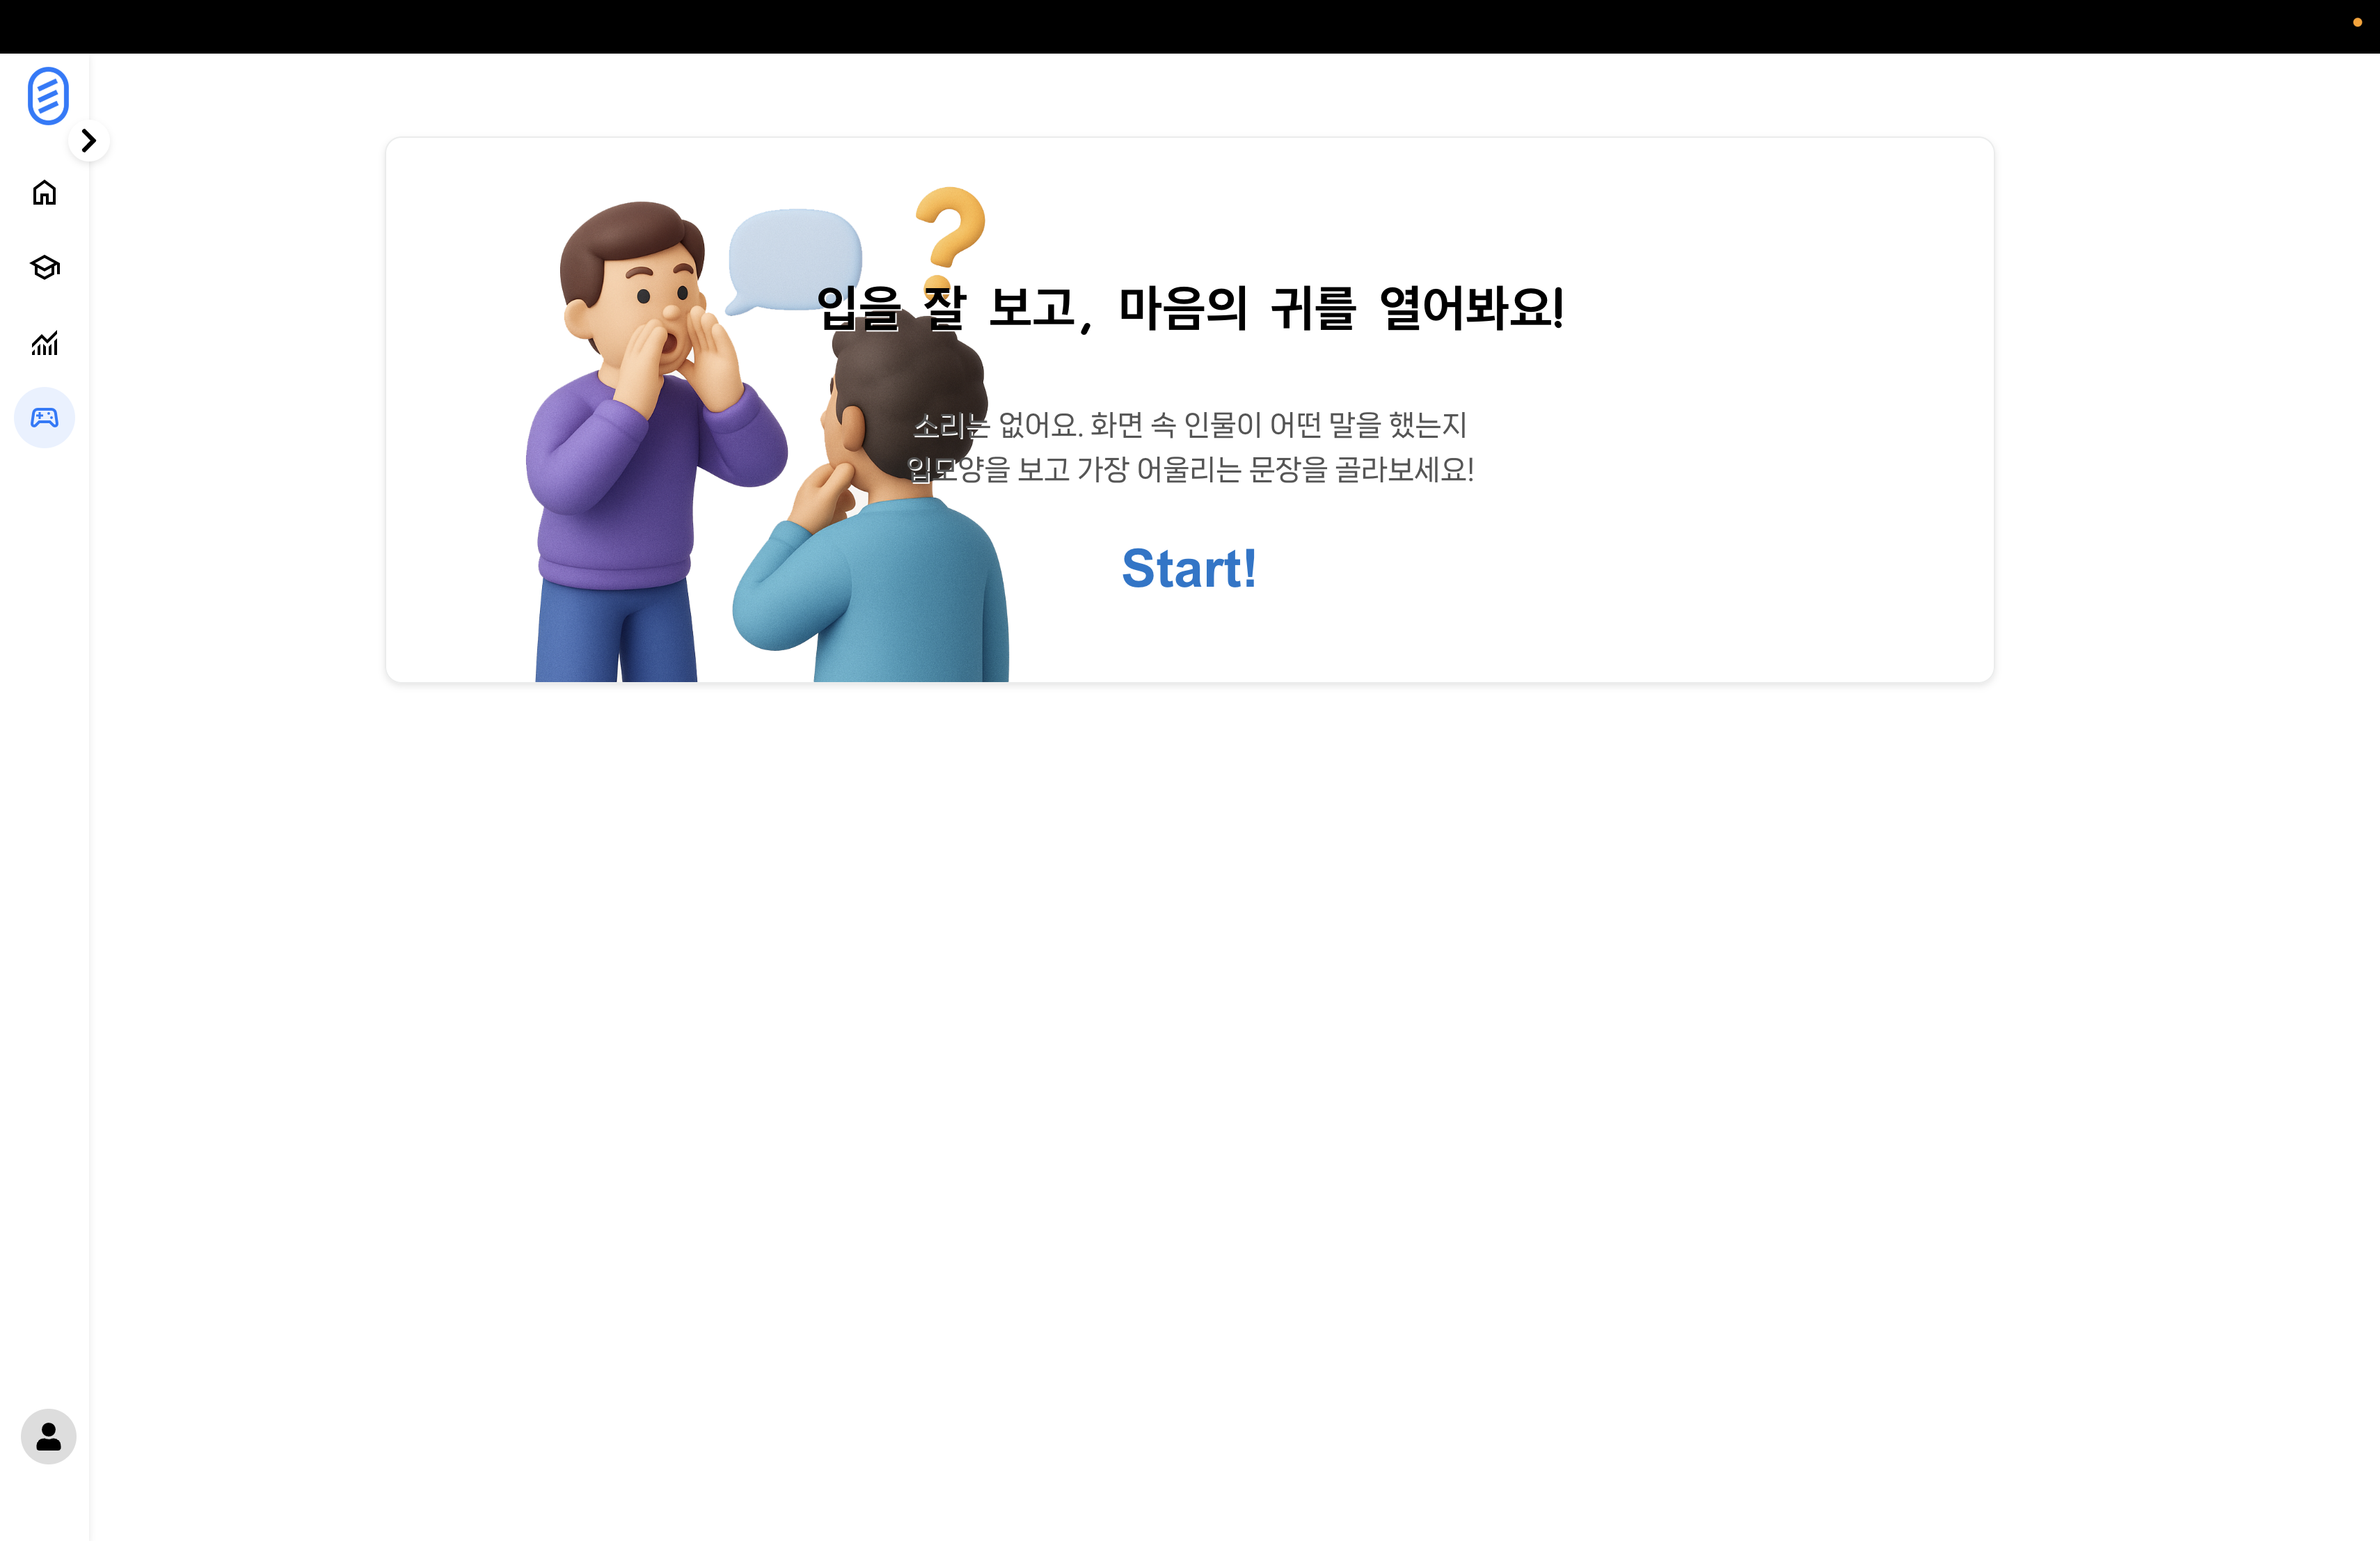 입을 잘 보고, 마음의 귀를 열어봐요!
소리는 없어요. 화면 속 인물이 어떤 말을 했는지
입모양을 보고 가장 어울리는 문장을 골라보세요!
Start!